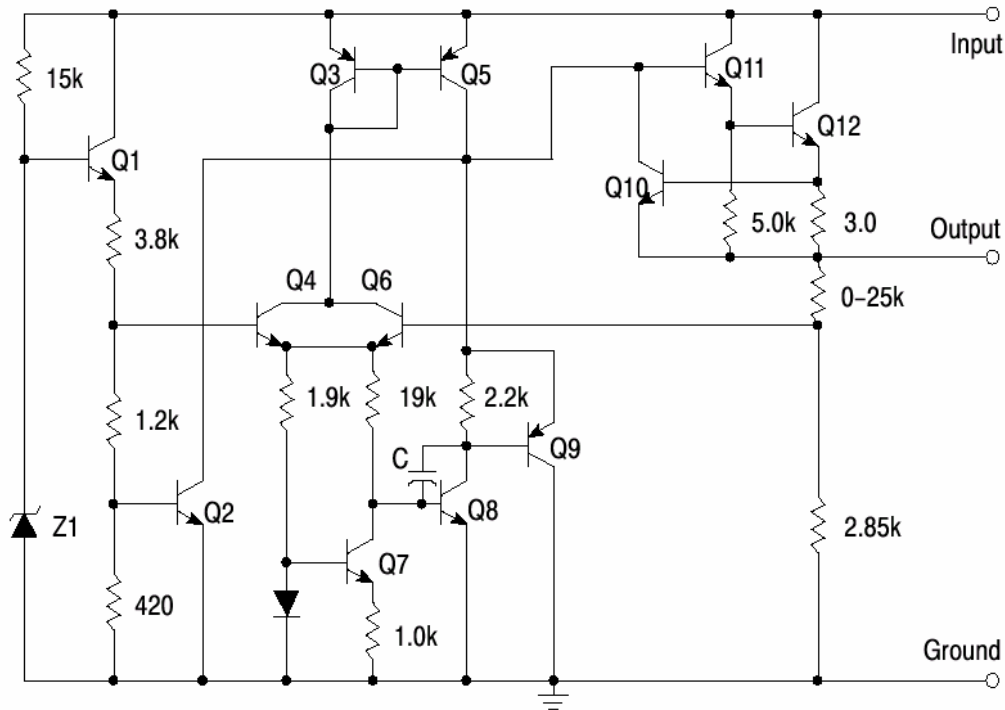 Input
Q3
Q5
Q11
15k
Q12
Q1
Q10
3.8k
5.0k
3.0
Output
Q4
Q6
0–25k
1.9k
19k
2.2k
1.2k
Q9
C
Q2
Q8
Z1
2.85k
Q7
420
1.0k
Ground